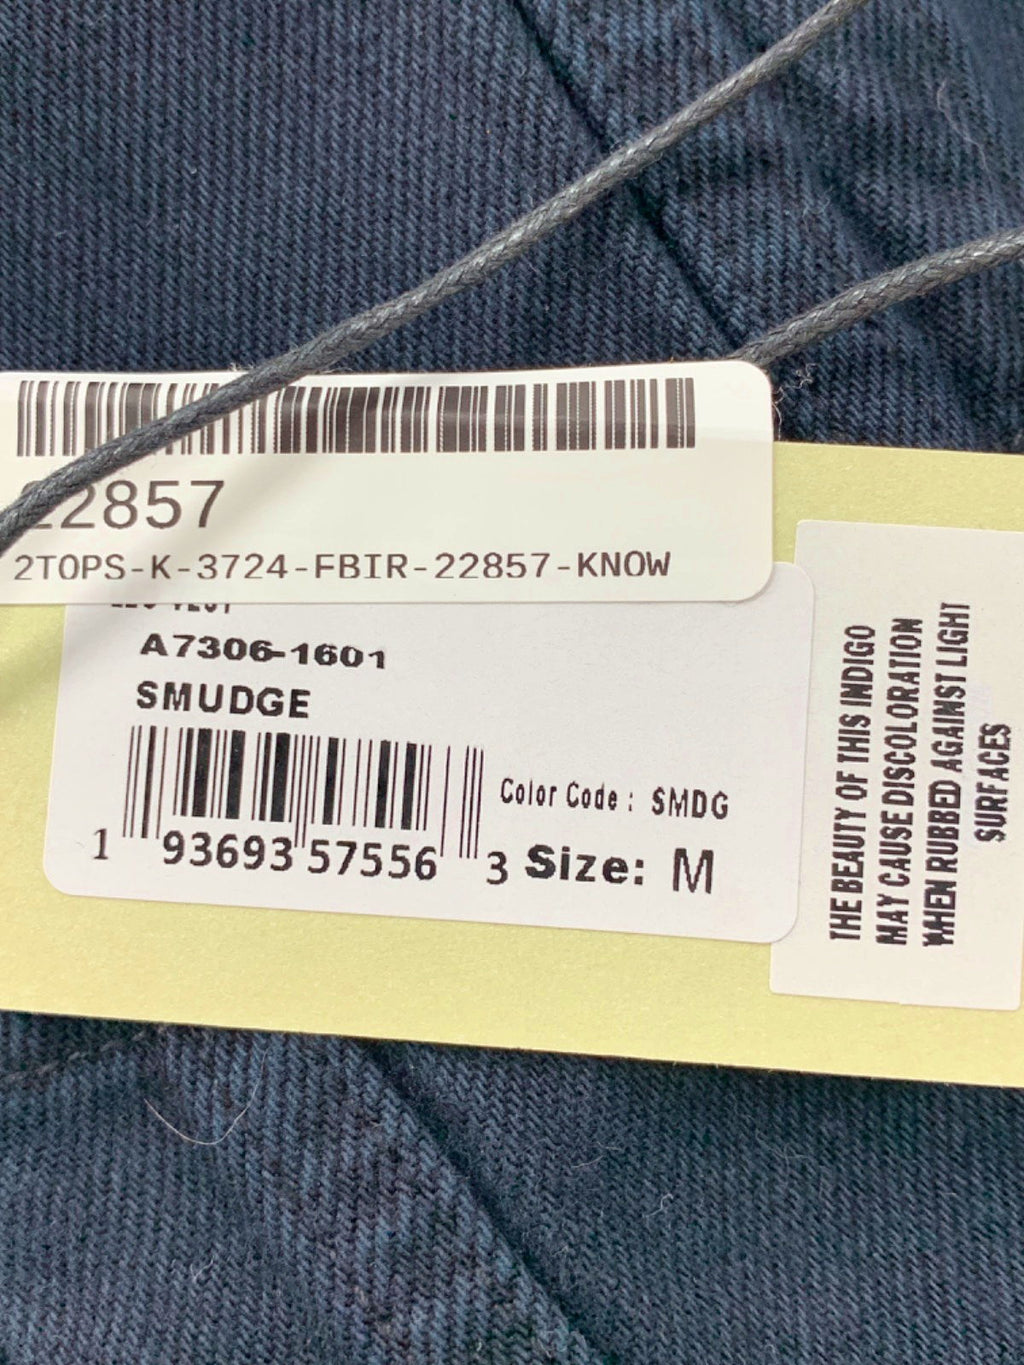 22857
2TOPS-K-3724-FBIR-22857-KNOW
A7306-1601
SMUDGE
Color Code : SMDG
1 93693 57556 3
Size: M
THE BEAUTY OF THIS INDIGO
MAY CAUSE DISCOLORATION
WHEN RUBBED AGAINST LIGHT
SURFACES